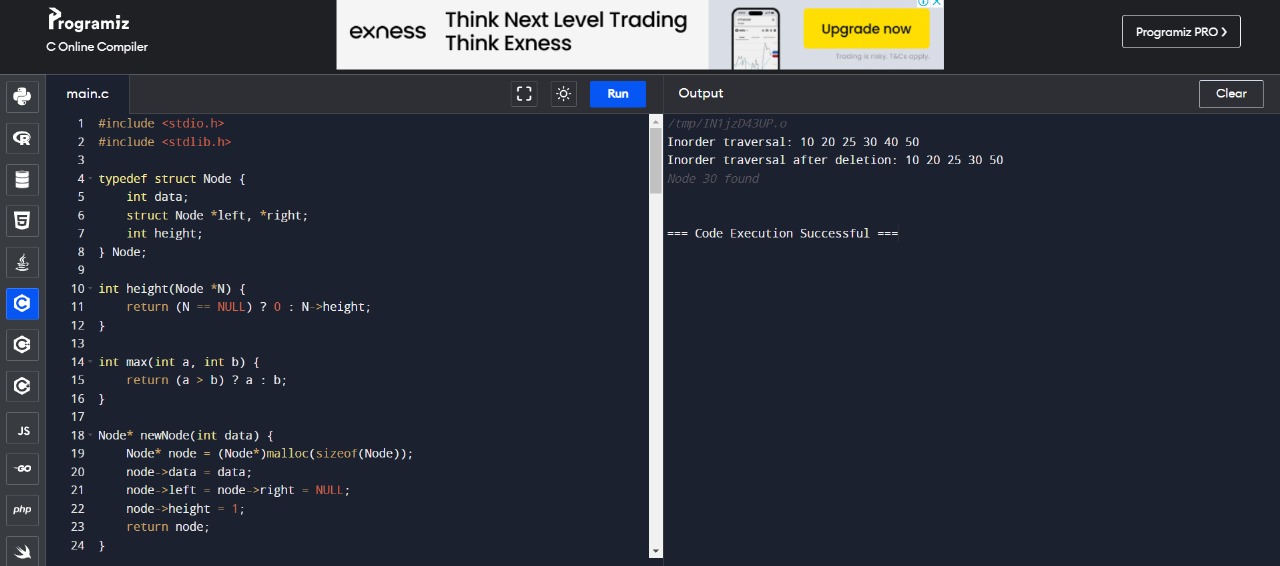 Programiz
C Online Compiler
exness
Think Next Level Trading
Think Exness
Upgrade now
Trading is risky. T&Cs apply.
Programiz PRO >
main.c
Run
Output
Clear
1 #include <stdio.h>
2 #include <stdlib.h>
3
4 typedef struct Node {
5     int data;
6     struct Node *left, *right;
7     int height;
8 } Node;
9
10 int height(Node *N) {
11     return (N == NULL) ? 0 : N->height;
12 }
13
14 int max(int a, int b) {
15     return (a > b) ? a : b;
16 }
17
18 Node* newNode(int data) {
19     Node* node = (Node*)malloc(sizeof(Node));
20     node->data = data;
21     node->left = node->right = NULL;
22     node->height = 1;
23     return node;
24 }
/tmp/IN1jzD43UP.o
Inorder traversal: 10 20 25 30 40 50
Inorder traversal after deletion: 10 20 25 30 50
Node 30 found
=== Code Execution Successful ===
R
5
C
C
C
JS
GO
php